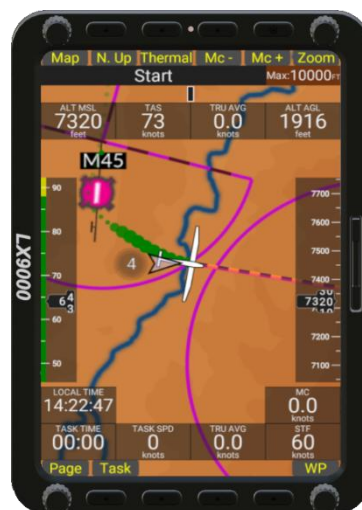 Map N. Up Thermal Mc - Mc + Zoom
Start Max:10000FT
ALT MSL TAS TRU AVG ALT AGL
7320 73 0.0 1916
feet knots knots feet
M45
90
80
70
60
50
7700
7600
7500
7400
7320
7200
7100
4
LX9000
LOCAL TIME MC
14:22:47 0.0
knots
TASK TIME TASK SPD TRU AVG STF
00:00 0 0.0 60
knots knots knots
Page Task WP